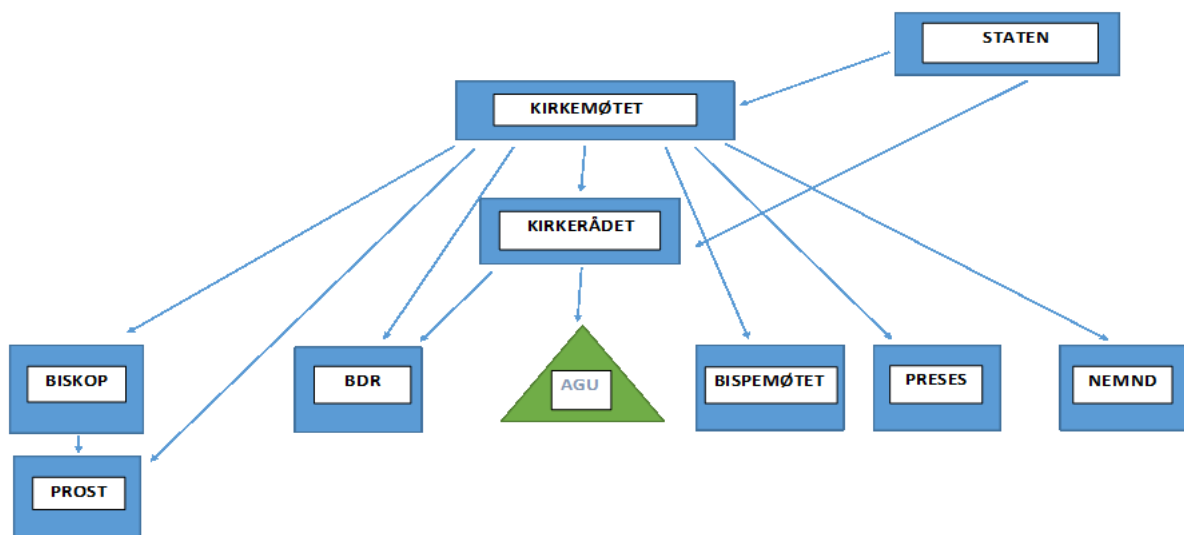 STATEN
KIRKEMØTET
KIRKERÅDET
BISKOP
BDR
AGU
BISPEMØTET
PRESES
NEMND
PROST